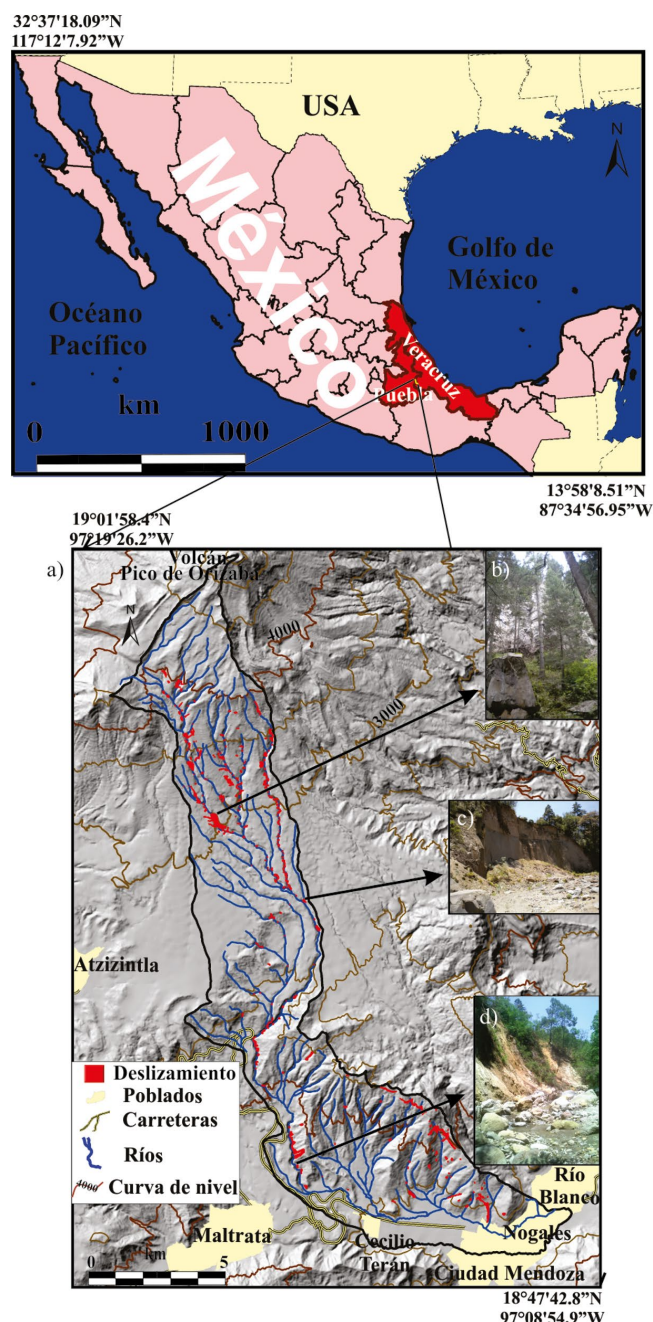 32°37'18.09"N
117°12'7.92"W
USA
N
México
Golfo de
México
Océano
Pacífico
Veracruz
Puebla
km
0 1000
13°58'8.51"N
87°34'56.95"W
19°01'58.4"N
97°19'26.2"W
a)
Volcán
Pico de Orizaba
b)
N
4000
3000
c)
Atzizintla
d)
Deslizamiento
Poblados
Carreteras
Ríos
4000
Curva de nivel
Río
Blanco
Maltrata
Nogales
Cecilio
Terán
0 km 5
Ciudad Mendoza
18°47'42.8"N
97°08'54.9"W